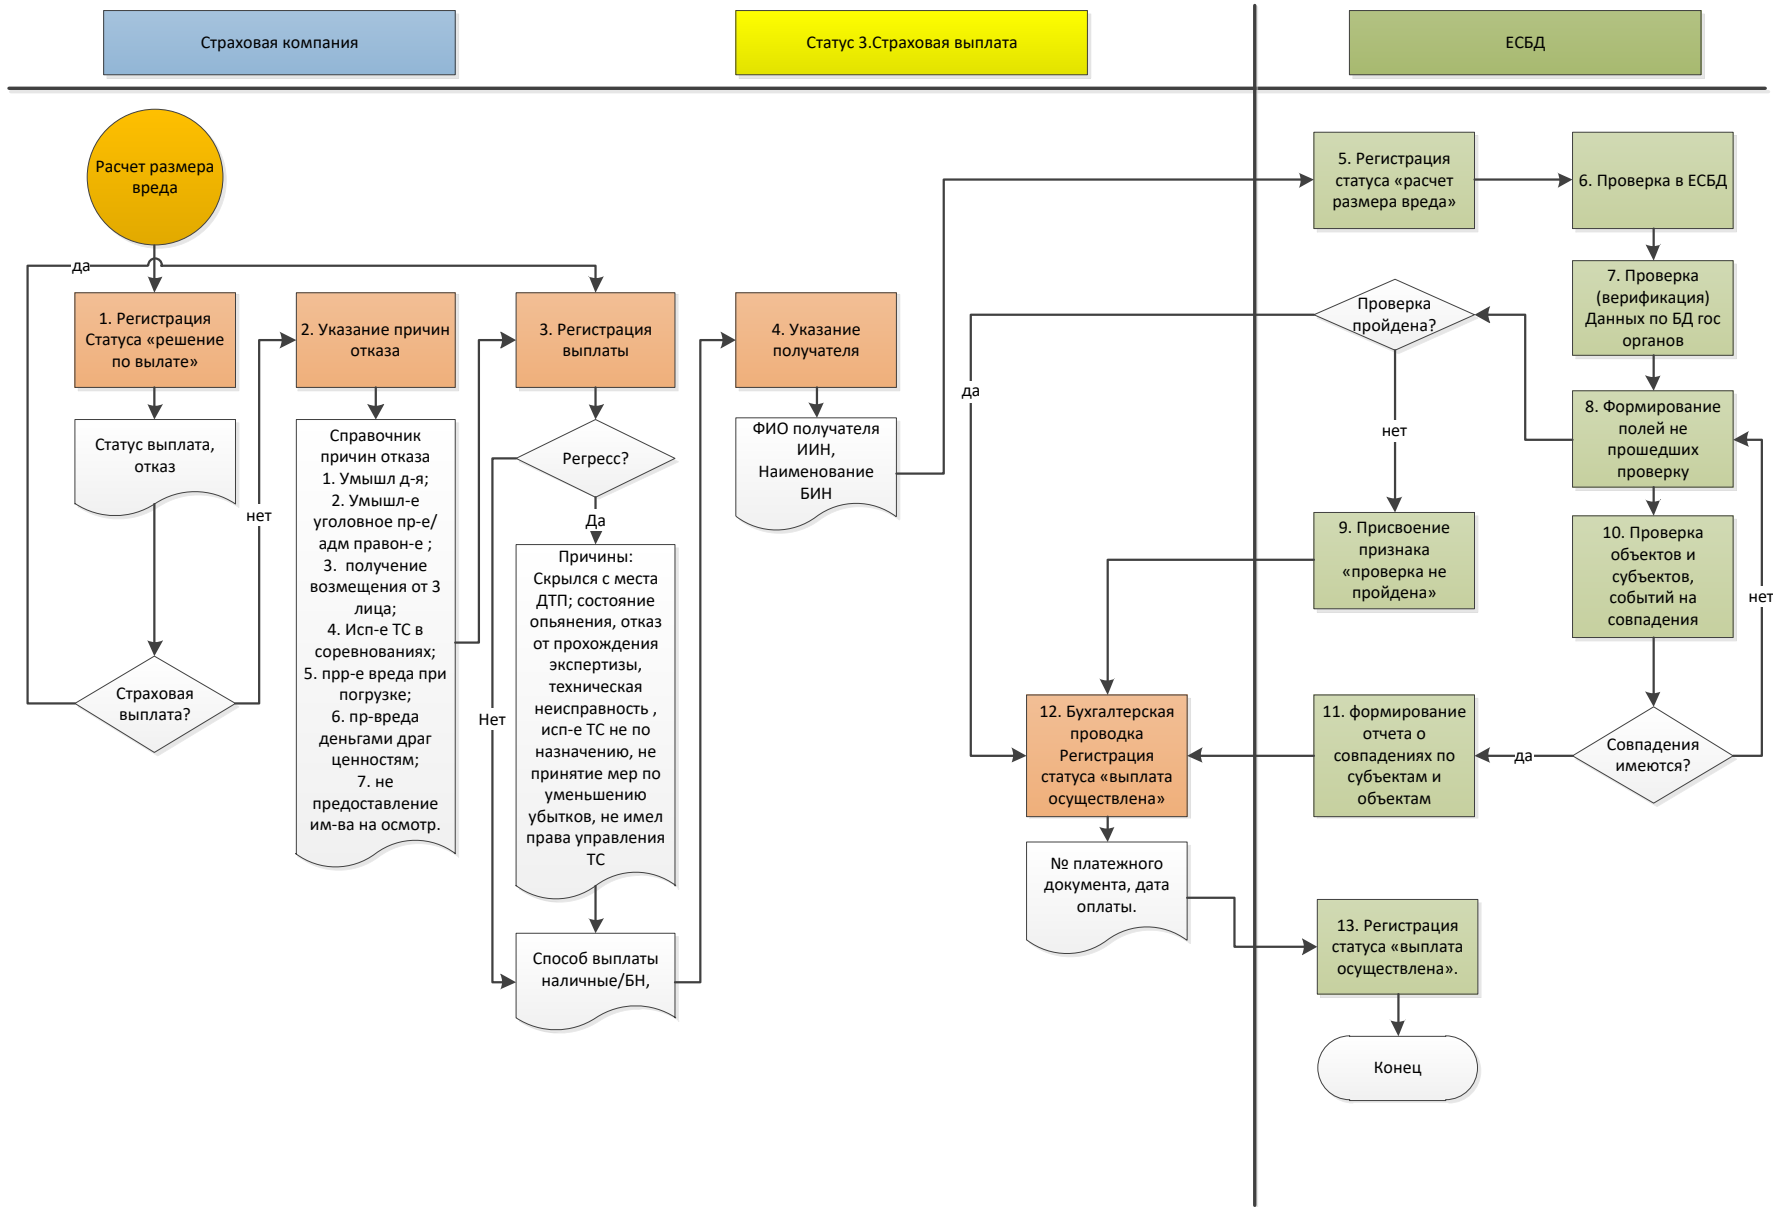 Страховая компания
Статус 3.Страховая выплата
ЕСБД
Расчет размера
вреда
да
1. Регистрация
Статуса «решение
по вылате»
Статус выплата,
отказ
Страховая
выплата?
нет
2. Указание причин
отказа
Справочник
причин отказа
1. Умышл д-я;
2. Умышл-е
уголовное пр-е/
адм правон-е ;
3. получение
возмещения от 3
лица;
4. Исп-е ТС в
соревнованиях;
5. прр-е вреда при
погрузке;
6. пр-вреда
деньгами драг
ценностям;
7. не
предоставление
им-ва на осмотр.
3. Регистрация
выплаты
Регресс?
Да
Нет
Причины:
Скрылся с места
ДТП; состояние
опьянения, отказ
от прохождения
экспертизы,
техническая
неисправность ,
исп-е ТС не по
назначению, не
принятие мер по
уменьшению
убытков, не имел
права управления
ТС
Способ выплаты
наличные/БН,
4. Указание
получателя
ФИО получателя
ИИН,
Наименование
БИН
5. Регистрация
статуса «расчет
размера вреда»
6. Проверка в ЕСБД
7. Проверка
(верификация)
Данных по БД гос
органов
8. Формирование
полей не
прошедших
проверку
Проверка
пройдена?
да
нет
9. Присвоение
признака
«проверка не
пройдена»
10. Проверка
объектов и
субъектов,
событий на
совпадения
нет
Совпадения
имеются?
да
11. формирование
отчета о
совпадениях по
субъектам и
объектам
12. Бухгалтерская
проводка
Регистрация
статуса «выплата
осуществлена»
№ платежного
документа, дата
оплаты.
13. Регистрация
статуса «выплата
осуществлена».
Конец